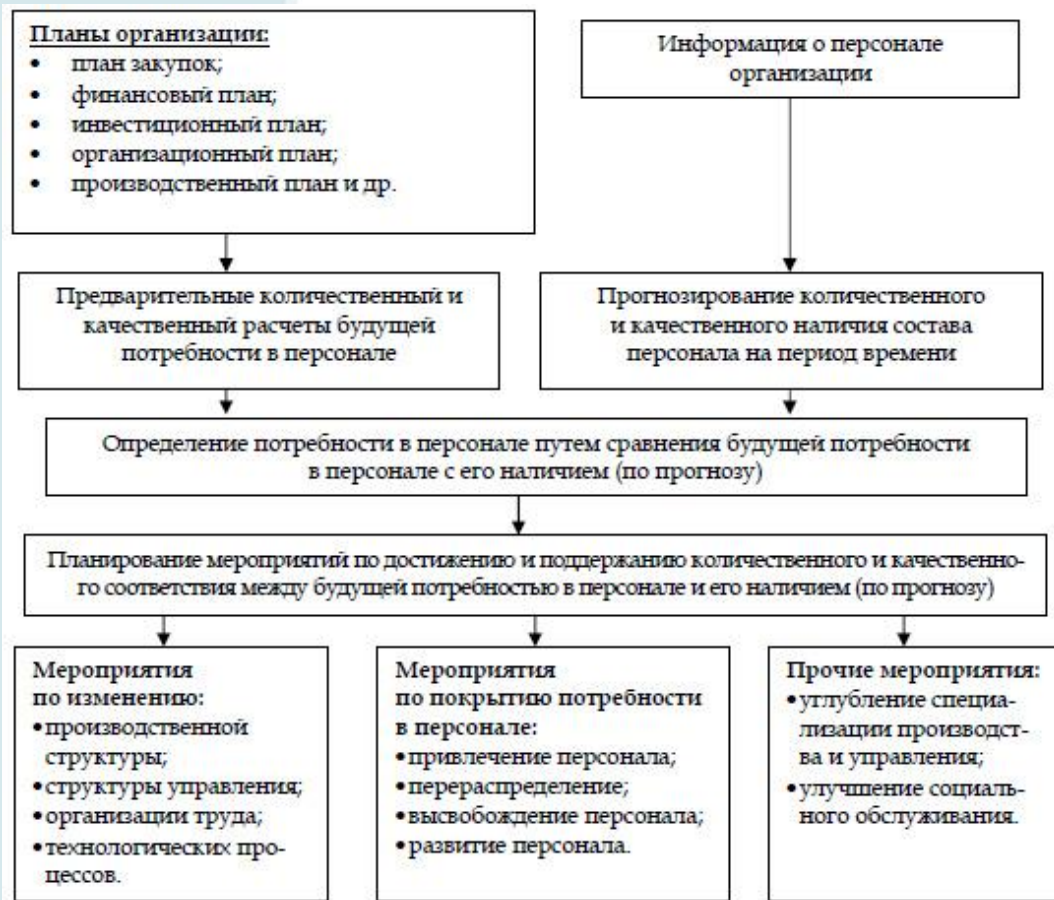 Планы организации:
• план закупок;
• финансовый план;
• инвестиционный план;
• организационный план;
• производственный план и др.
Информация о персонале
организации
Предварительные количественный и
качественный расчеты будущей
потребности в персонале
Прогнозирование количественного
и качественного наличия состава
персонала на период времени
Определение потребности в персонале путем сравнения будущей потребности
в персонале с его наличием (по прогнозу)
Планирование мероприятий по достижению и поддержанию количественного и качественно-
го соответствия между будущей потребностью в персонале и его наличием (по прогнозу)
Мероприятия
по изменению:
•производственной
структуры;
•структуры управления;
•организации труда;
•технологических про-
цессов.
Мероприятия
по покрытию потребности
в персонале:
•привлечение персонала;
•перераспределение;
•высвобождение персонала;
•развитие персонала.
Прочие мероприятия:
•углубление специа-
лизации производст-
ва и управления;
•улучшение социаль-
ного обслуживания.